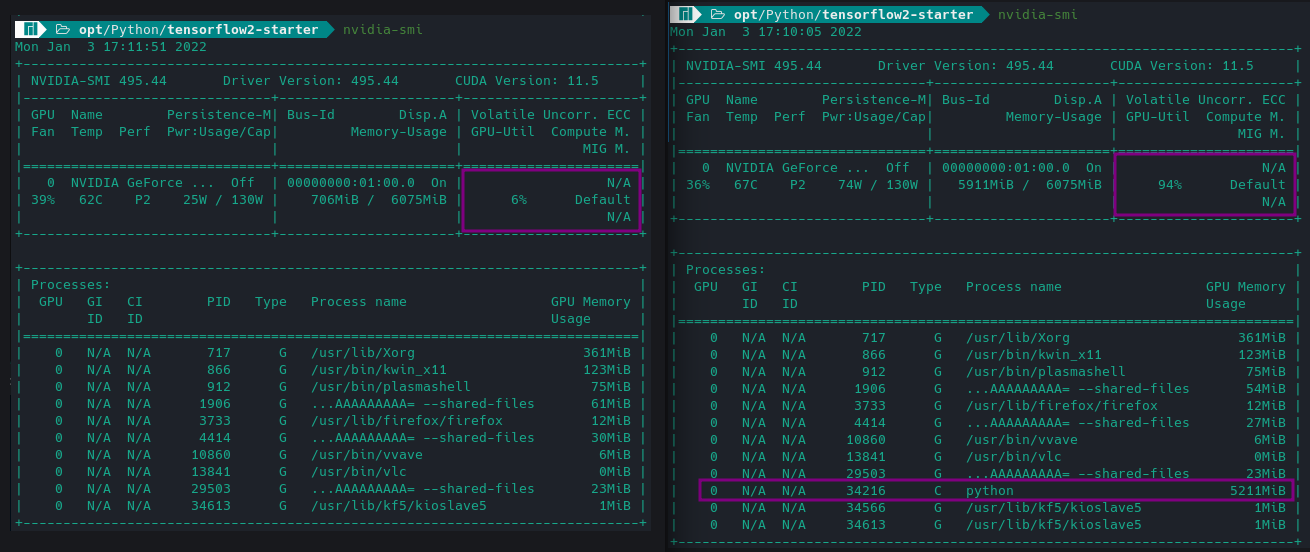 opt/Python/tensorflow2-starter nvidia-smi
Mon Jan  3 17:11:51 2022
+-----------------------------------------------------------------------------+
| NVIDIA-SMI 495.44       Driver Version: 495.44       CUDA Version: 11.5     |
|-------------------------------+----------------------+----------------------+
| GPU  Name        Persistence-M| Bus-Id        Disp.A | Volatile Uncorr. ECC |
| Fan  Temp  Perf  Pwr:Usage/Cap|         Memory-Usage | GPU-Util  Compute M. |
|                               |                      |               MIG M. |
|===============================+======================+======================|
|   0  NVIDIA GeForce ...  Off  | 00000000:01:00.0  On |                  N/A |
| 39%   62C    P2    25W / 130W |    706MiB /  6075MiB |      6%      Default |
|                               |                      |                  N/A |
+-------------------------------+----------------------+----------------------+
+-----------------------------------------------------------------------------+
| Processes:                                                                  |
|  GPU   GI   CI        PID   Type   Process name                  GPU Memory |
|        ID   ID                                                   Usage      |
|=============================================================================|
|    0   N/A  N/A       717      G   /usr/lib/Xorg                     361MiB |
|    0   N/A  N/A       866      G   /usr/bin/kwin_x11                 123MiB |
|    0   N/A  N/A       912      G   /usr/bin/plasmashell               75MiB |
|    0   N/A  N/A      1906      G   ...AAAAAAAAA= --shared-files       61MiB |
|    0   N/A  N/A      3733      G   /usr/lib/firefox/firefox           12MiB |
|    0   N/A  N/A      4414      G   ...AAAAAAAAA= --shared-files       30MiB |
|    0   N/A  N/A     10860      G   /usr/bin/vvave                      6MiB |
|    0   N/A  N/A     13841      G   /usr/bin/vlc                        0MiB |
|    0   N/A  N/A     29503      G   ...AAAAAAAAA= --shared-files       23MiB |
|    0   N/A  N/A     34613      G   /usr/lib/kf5/kioslave5              1MiB |
+-----------------------------------------------------------------------------+
opt/Python/tensorflow2-starter nvidia-smi
Mon Jan  3 17:10:05 2022
+-----------------------------------------------------------------------------+
| NVIDIA-SMI 495.44       Driver Version: 495.44       CUDA Version: 11.5     |
|-------------------------------+----------------------+----------------------+
| GPU  Name        Persistence-M| Bus-Id        Disp.A | Volatile Uncorr. ECC |
| Fan  Temp  Perf  Pwr:Usage/Cap|         Memory-Usage | GPU-Util  Compute M. |
|                               |                      |               MIG M. |
|===============================+======================+======================|
|   0  NVIDIA GeForce ...  Off  | 00000000:01:00.0  On |                  N/A |
| 36%   67C    P2    74W / 130W |   5911MiB /  6075MiB |     94%      Default |
|                               |                      |                  N/A |
+-------------------------------+----------------------+----------------------+
+-----------------------------------------------------------------------------+
| Processes:                                                                  |
|  GPU   GI   CI        PID   Type   Process name                  GPU Memory |
|        ID   ID                                                   Usage      |
|=============================================================================|
|    0   N/A  N/A       717      G   /usr/lib/Xorg                     361MiB |
|    0   N/A  N/A       866      G   /usr/bin/kwin_x11                 123MiB |
|    0   N/A  N/A       912      G   /usr/bin/plasmashell               75MiB |
|    0   N/A  N/A      1906      G   ...AAAAAAAAA= --shared-files       54MiB |
|    0   N/A  N/A      3733      G   /usr/lib/firefox/firefox           12MiB |
|    0   N/A  N/A      4414      G   ...AAAAAAAAA= --shared-files       27MiB |
|    0   N/A  N/A     10860      G   /usr/bin/vvave                      6MiB |
|    0   N/A  N/A     13841      G   /usr/bin/vlc                        0MiB |
|    0   N/A  N/A     29503      G   ...AAAAAAAAA= --shared-files       23MiB |
|    0   N/A  N/A     34216      C   python                           5211MiB |
|    0   N/A  N/A     34566      G   /usr/lib/kf5/kioslave5              1MiB |
|    0   N/A  N/A     34613      G   /usr/lib/kf5/kioslave5              1MiB |
+-----------------------------------------------------------------------------+